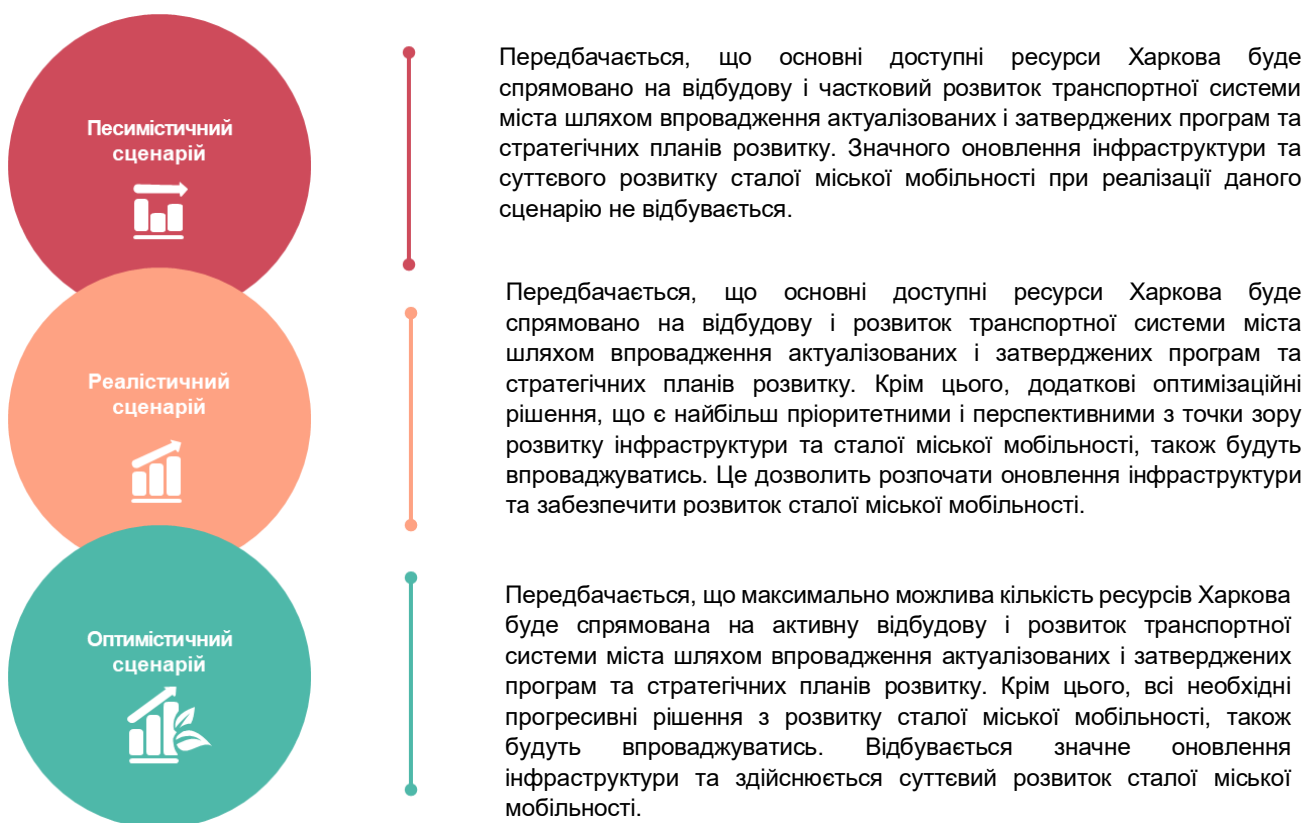 Песимістичний
сценарій
Передбачається, що основні доступні ресурси Харкова буде
спрямовано на відбудову і частковий розвиток транспортної системи
міста шляхом впровадження актуалізованих і затверджених програм та
стратегічних планів розвитку. Значного оновлення інфраструктури та
суттєвого розвитку сталої міської мобільності при реалізації даного
сценарію не відбувається.
Реалістичний
сценарій
Передбачається, що основні доступні ресурси Харкова буде
спрямовано на відбудову і розвиток транспортної системи міста
шляхом впровадження актуалізованих і затверджених програм та
стратегічних планів розвитку. Крім цього, додаткові оптимізаційні
рішення, що є найбільш пріоритетними і перспективними з точки зору
розвитку інфраструктури та сталої міської мобільності, також будуть
впроваджуватись. Це дозволить розпочати оновлення інфраструктури
та забезпечити розвиток сталої міської мобільності.
Оптимістичний
сценарій
Передбачається, що максимально можлива кількість ресурсів Харкова
буде спрямована на активну відбудову і розвиток транспортної
системи міста шляхом впровадження актуалізованих і затверджених
програм та стратегічних планів розвитку. Крім цього, всі необхідні
прогресивні рішення з розвитку сталої міської мобільності, також
будуть впроваджуватись. Відбувається значне оновлення
інфраструктури та здійснюється суттєвий розвиток сталої міської
мобільності.